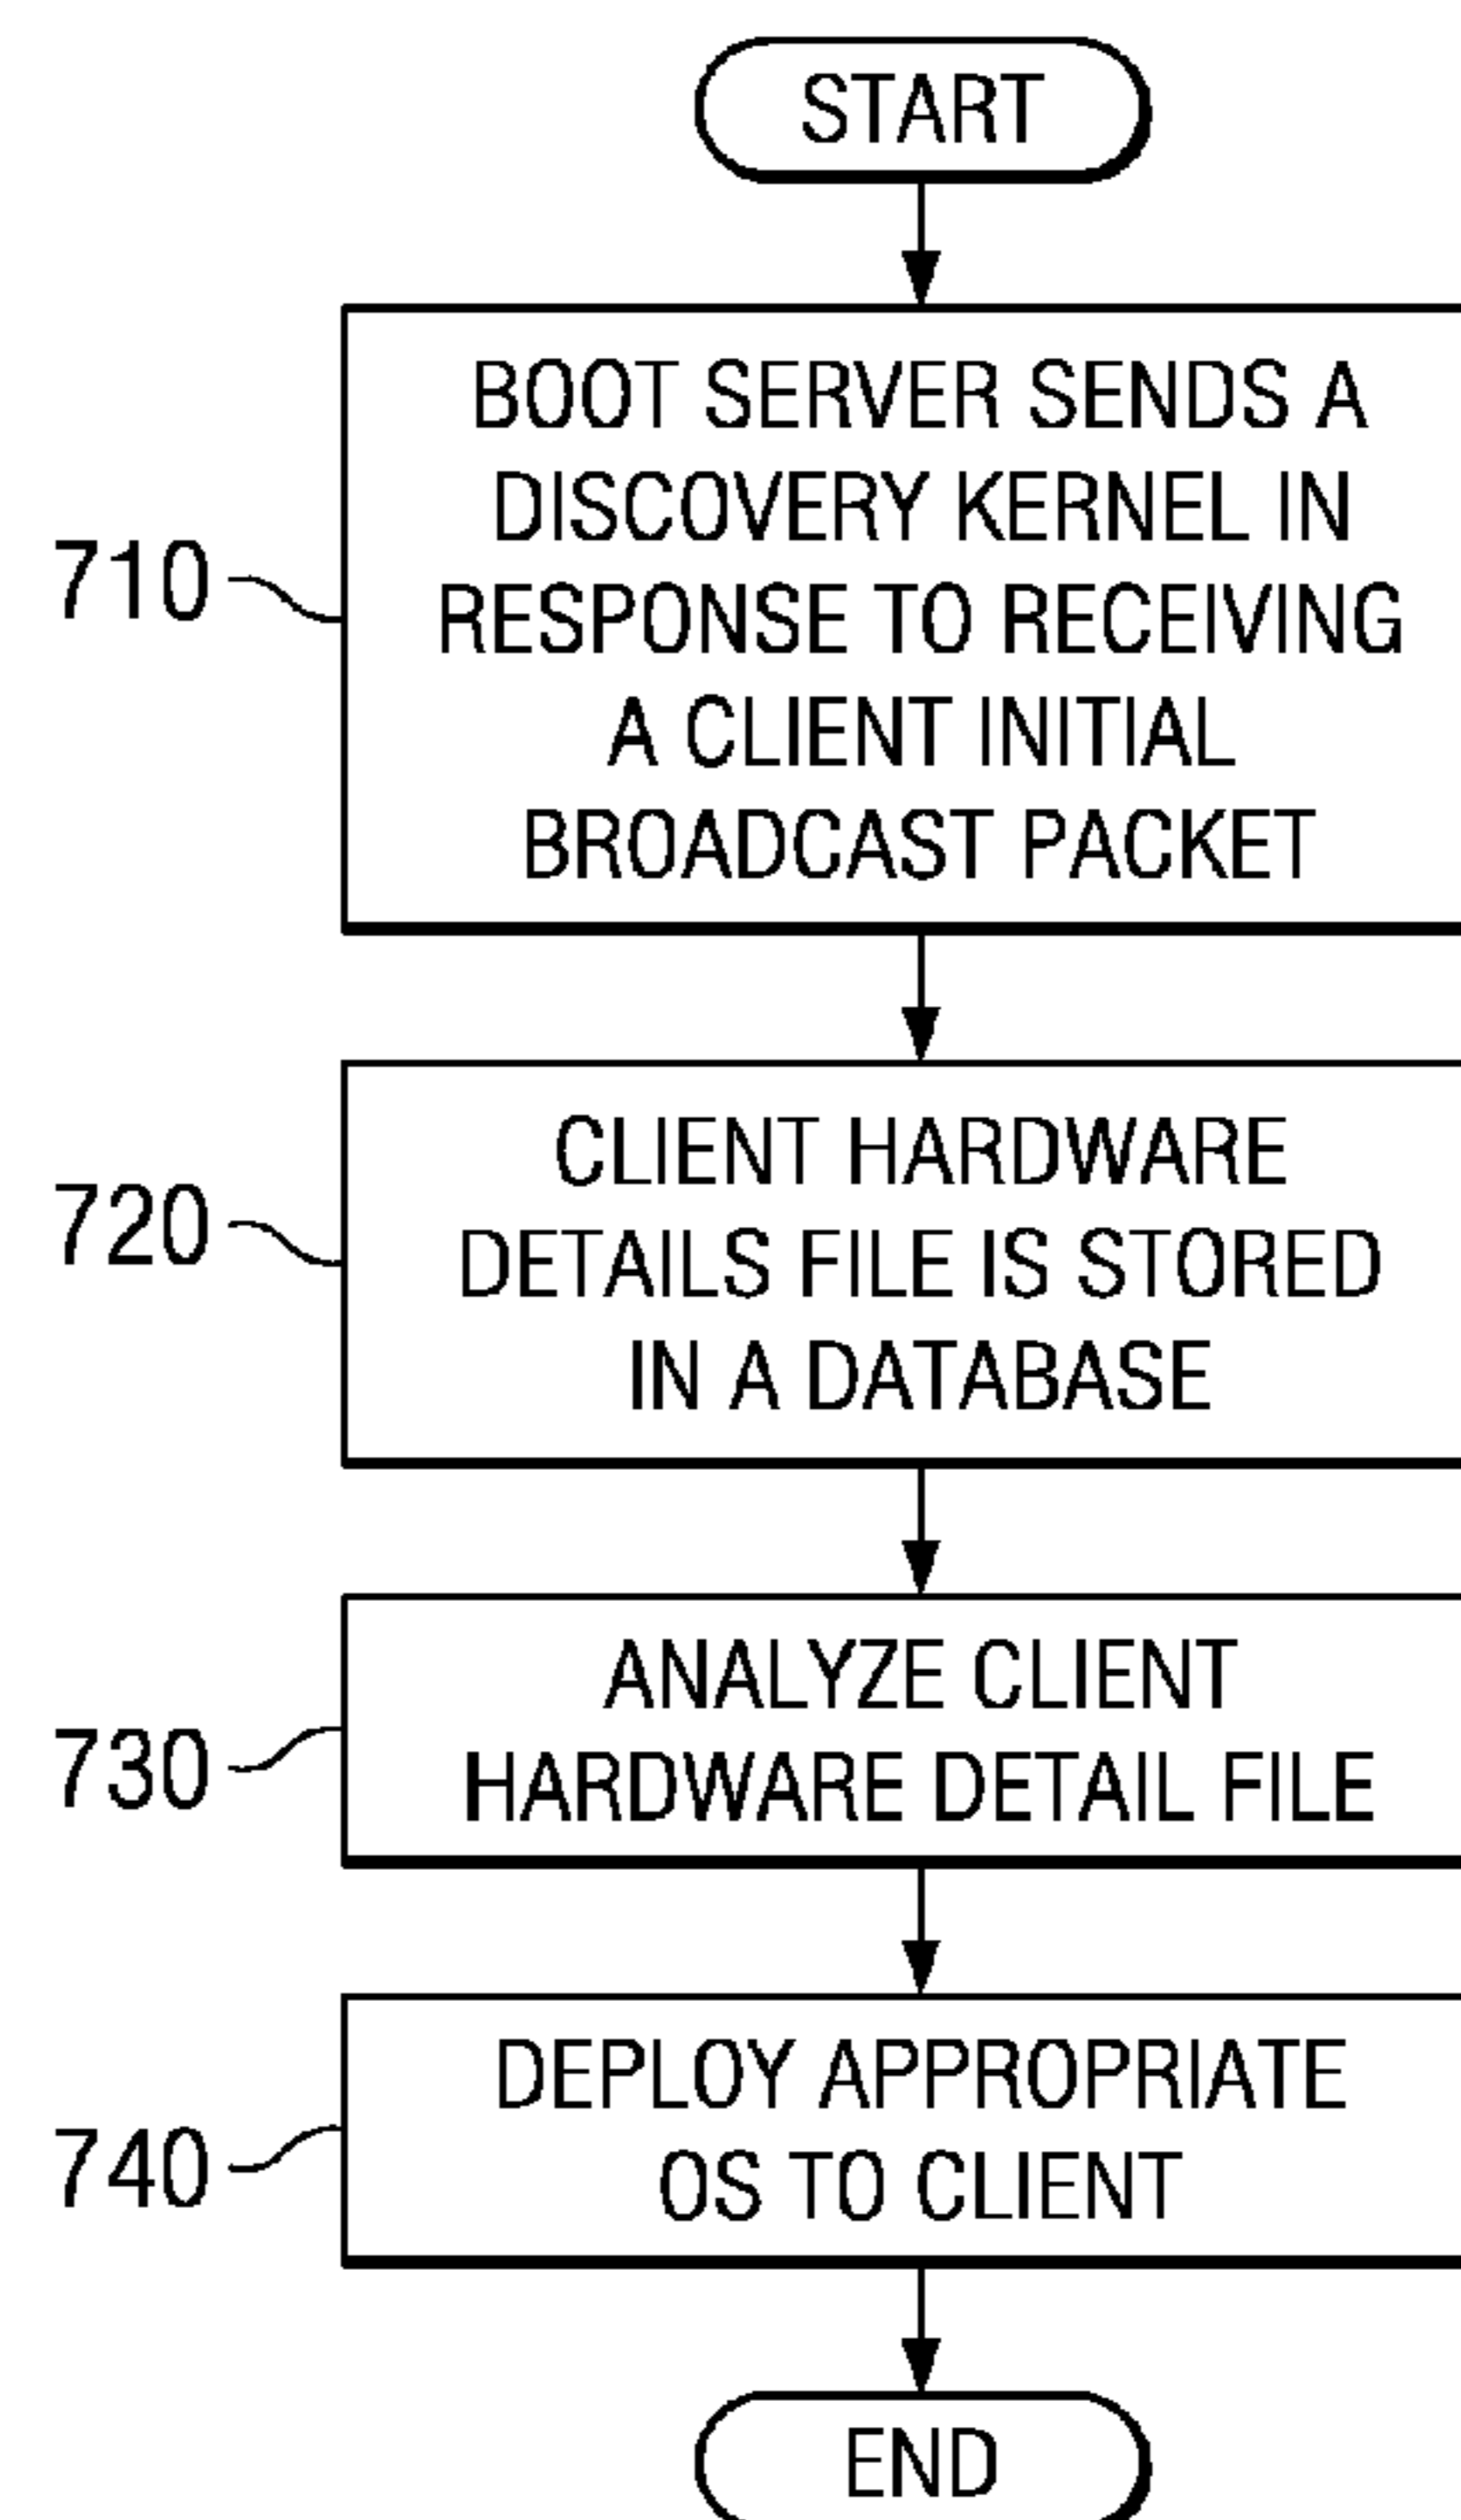 START
BOOT SERVER SENDS A
DISCOVERY KERNEL IN
RESPONSE TO RECEIVING
A CLIENT INITIAL
BROADCAST PACKET
710
CLIENT HARDWARE
DETAILS FILE IS STORED
IN A DATABASE
720
ANALYZE CLIENT
HARDWARE DETAIL FILE
730
DEPLOY APPROPRIATE
OS TO CLIENT
740
END